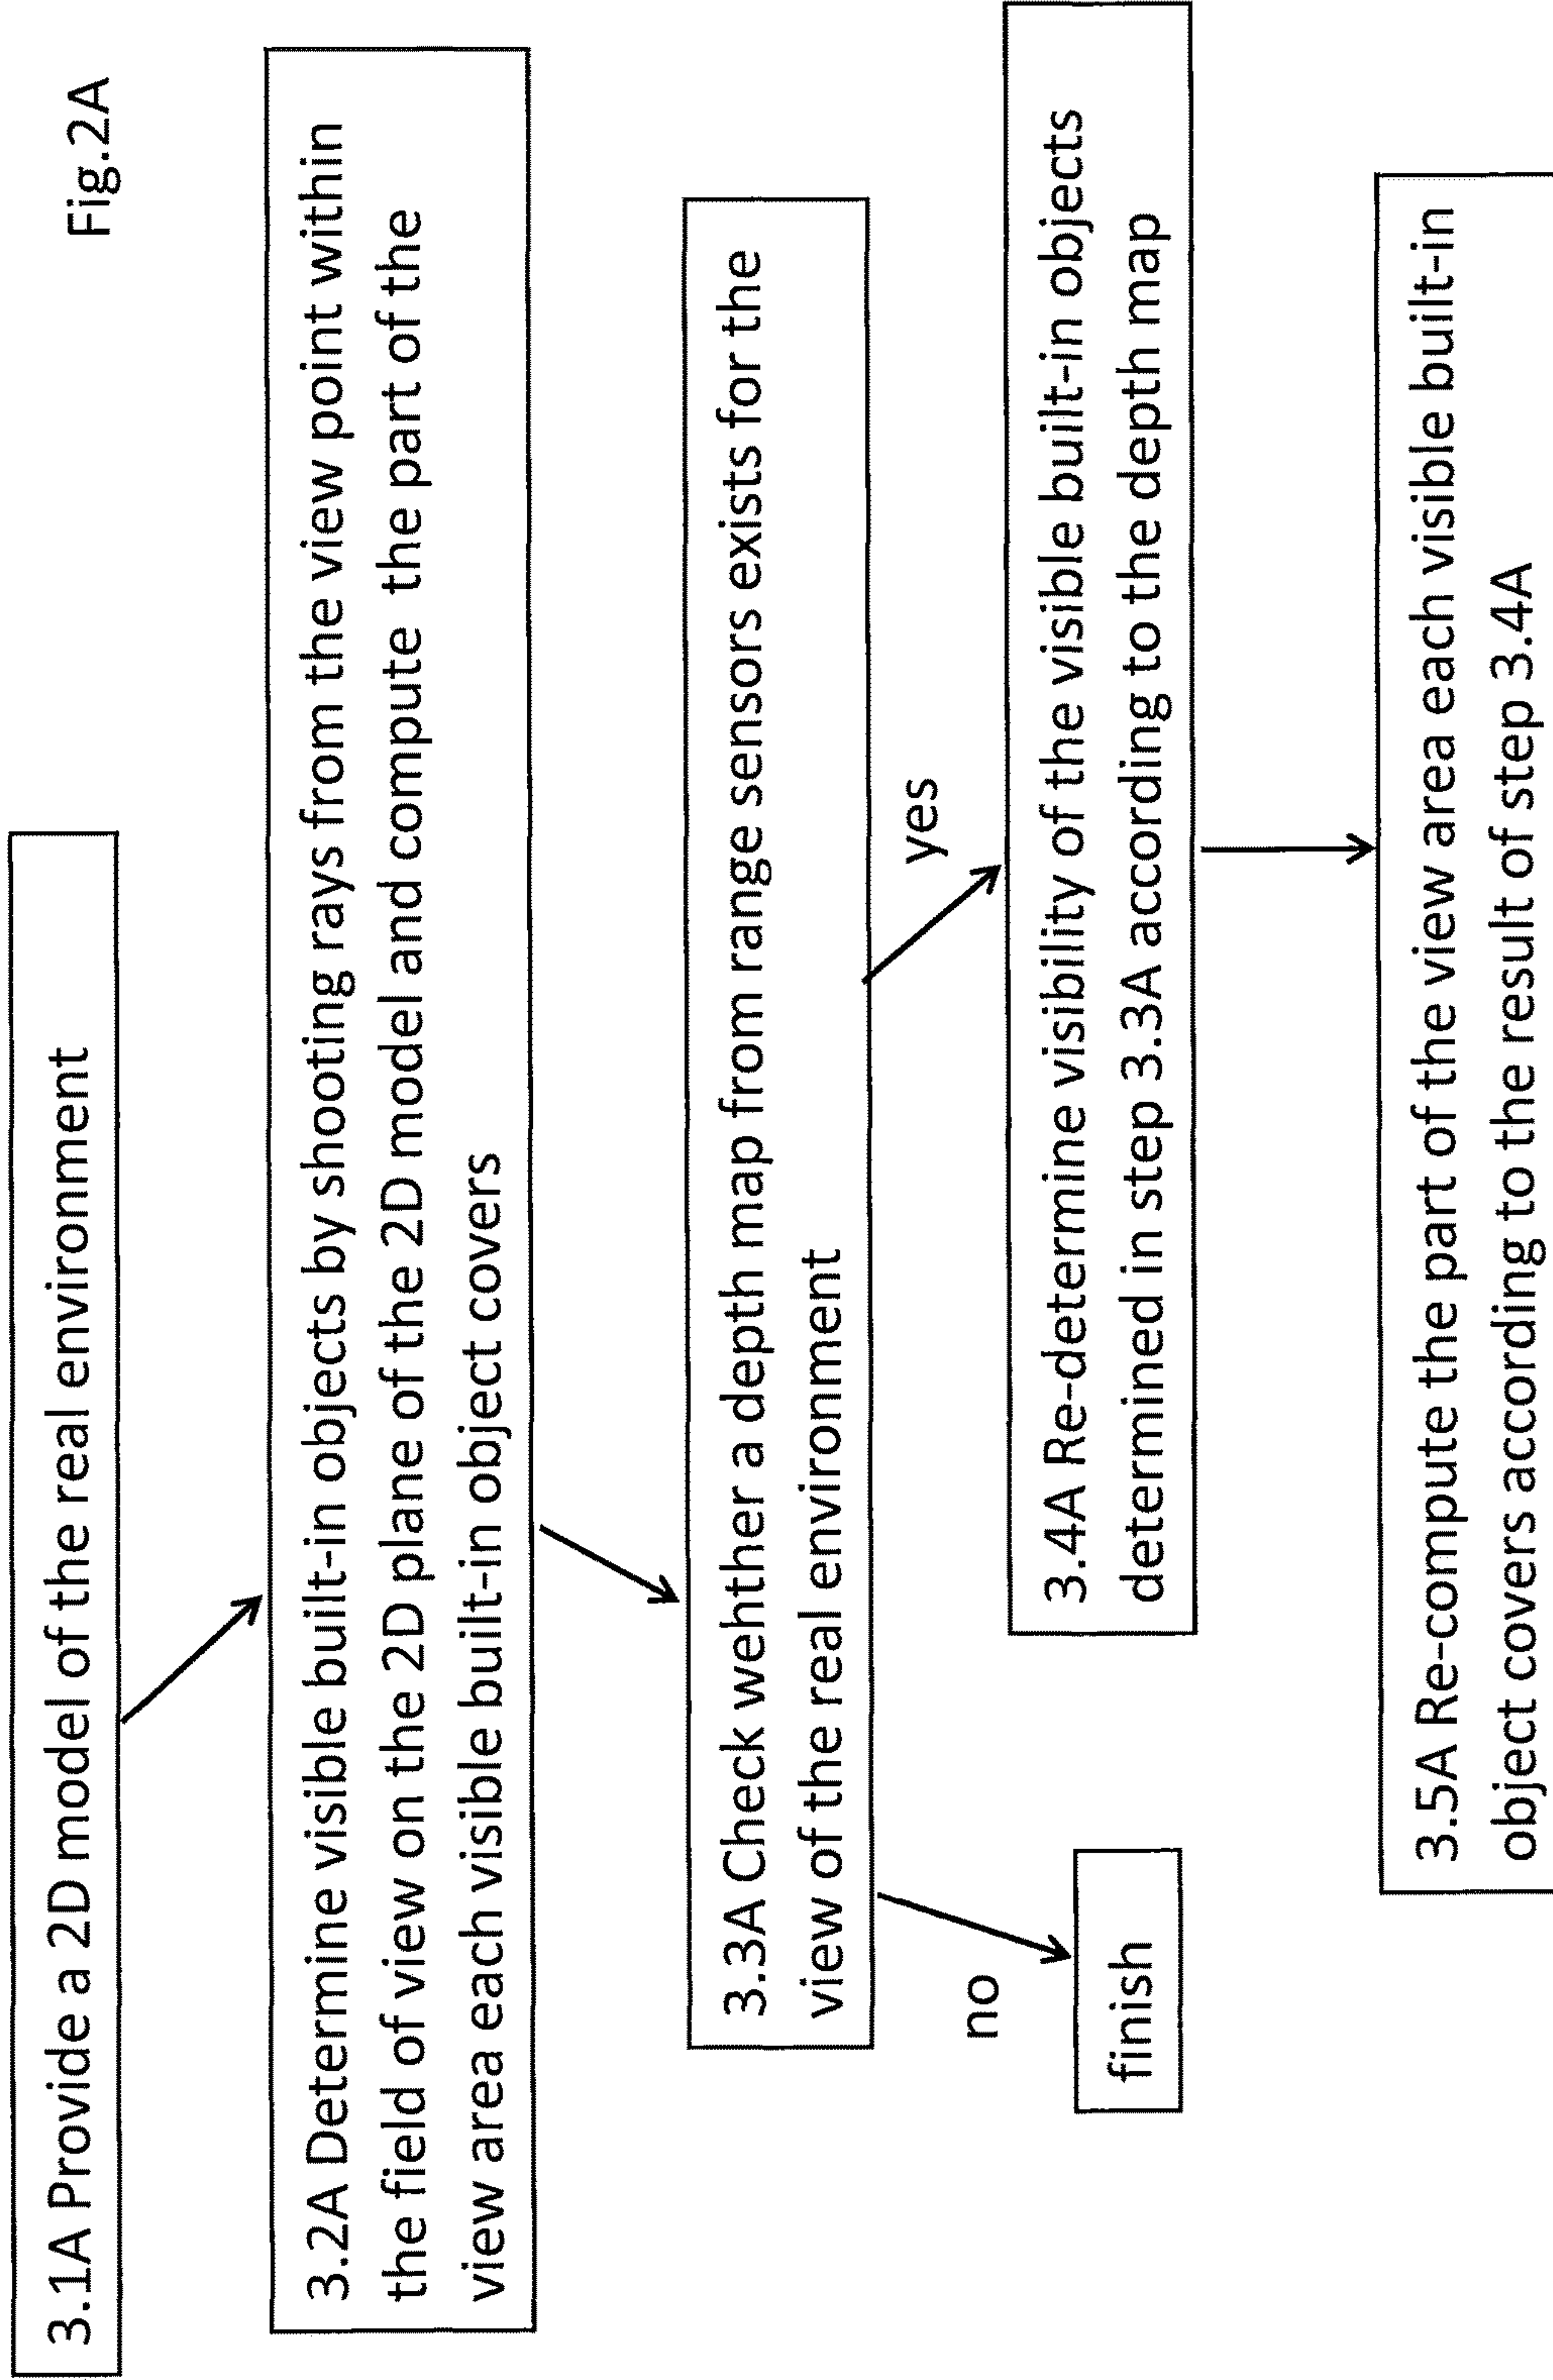 Fig.2A
3.1A Provide a 2D model of the real environment
3.2A Determine visible built-in objects by shooting rays from the view point within
the field of view on the 2D plane of the 2D model and compute the part of the
view area each visible built-in object covers
3.3A Check wehther a depth map from range sensors exists for the
view of the real environment
no
yes
finish
3.4A Re-determine visibility of the visible built-in objects
determined in step 3.3A according to the depth map
3.5A Re-compute the part of the view area each visible built-in
object covers according to the result of step 3.4A